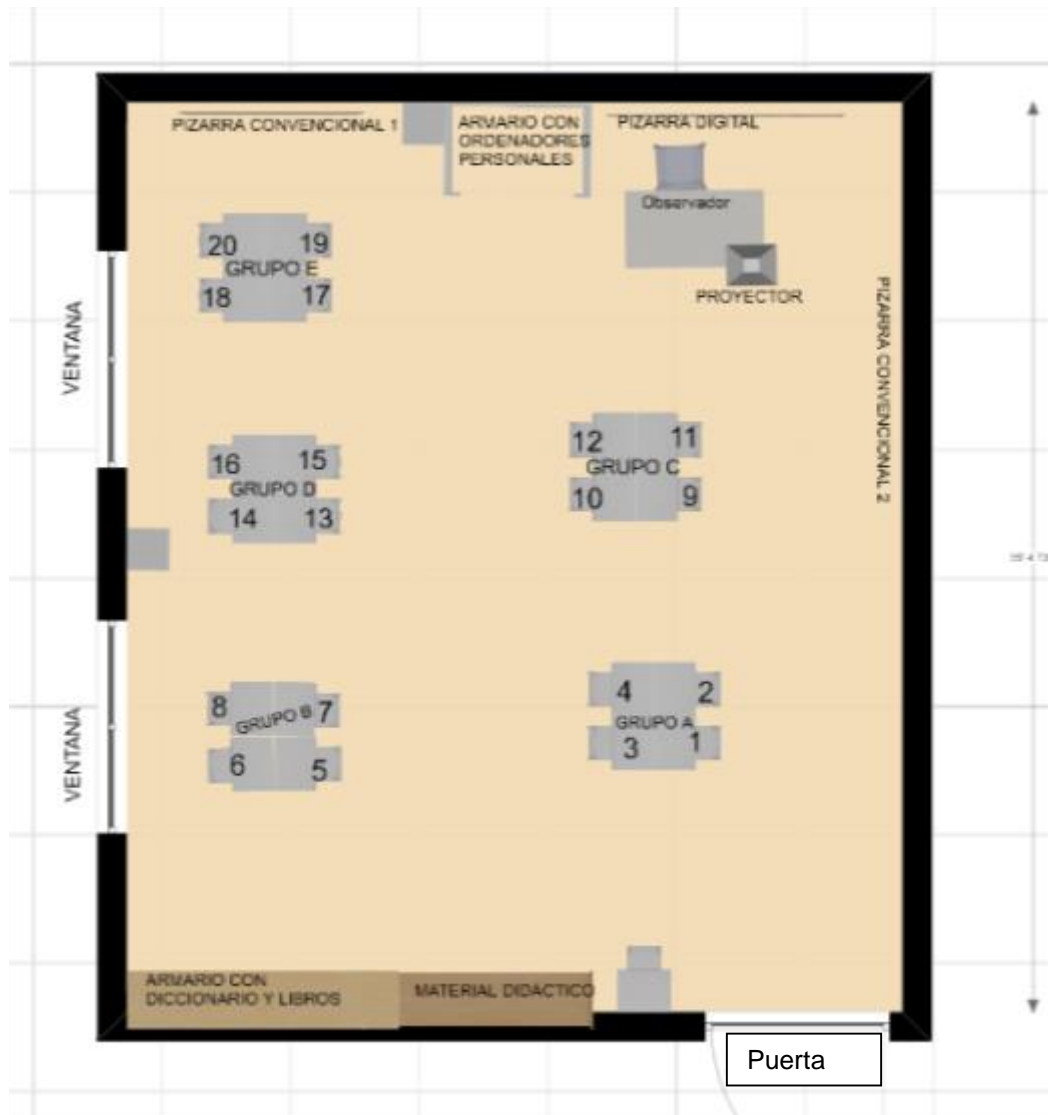 PIZARRA CONVENCIONAL 1
ARMARIO CON
ORDENADORES
PERSONALES
PIZARRA DIGITAL
Observador
PROYECTOR
PIZARRA CONVENCIONAL 2
20 19
GRUPO E
18 17
VENTANA
12 11
GRUPO C
10 9
16 15
GRUPO D
14 13
8 7
GRUPO B
6 5
4 2
GRUPO A
3 1
VENTANA
ARMARIO CON
DICCIONARIO Y LIBROS
MATERIAL DIDACTICO
Puerta